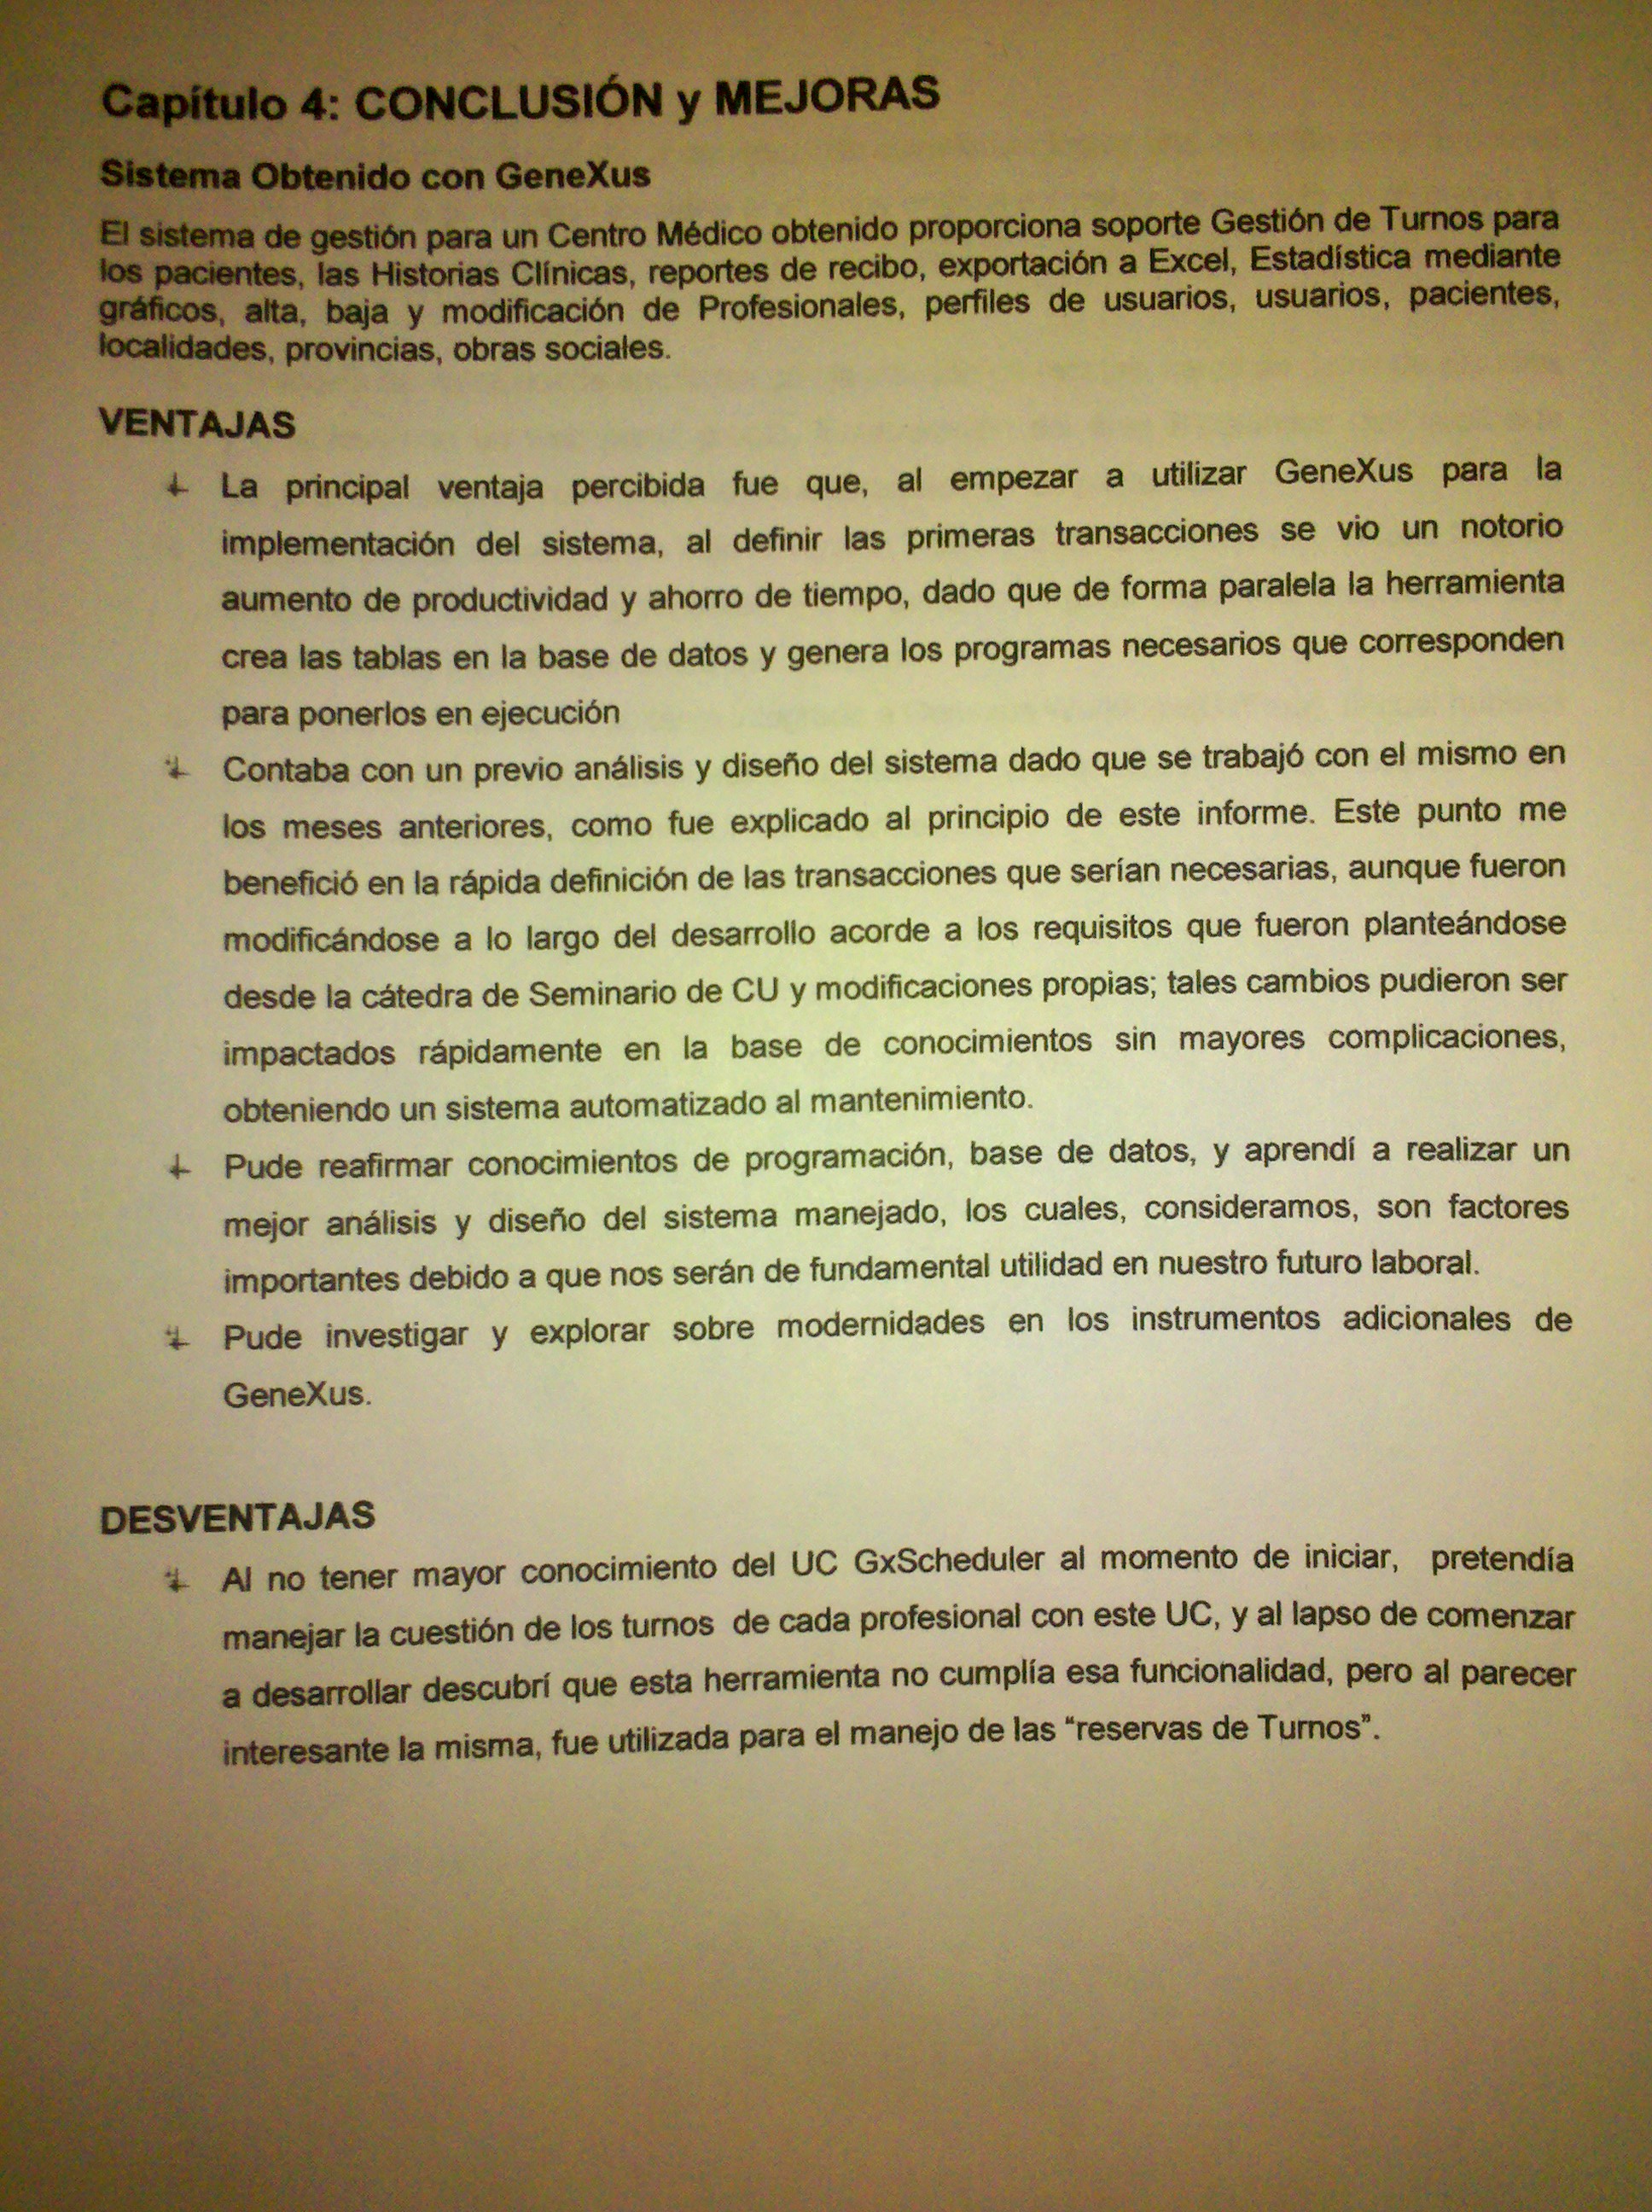 Capítulo 4: CONCLUSIÓN y MEJORAS
Sistema Obtenido con GeneXus
El sistema de gestión para un Centro Médico obtenido proporciona soporte Gestión de Turnos para
los pacientes, las Historias Clínicas, reportes de recibo, exportación a Excel, Estadística mediante
gráficos, alta, baja y modificación de Profesionales, perfiles de usuarios, usuarios, pacientes,
localidades, provincias, obras sociales.
VENTAJAS
La principal ventaja percibida fue que, al empezar a utilizar GeneXus para la
implementación del sistema, al definir las primeras transacciones se vio un notorio
aumento de productividad y ahorro de tiempo, dado que de forma paralela la herramienta
crea las tablas en la base de datos y genera los programas necesarios que corresponden
para ponerlos en ejecución
Contaba con un previo análisis y diseño del sistema dado que se trabajó con el mismo en
los meses anteriores, como fue explicado al principio de este informe. Este punto me
benefició en la rápida definición de las transacciones que serían necesarias, aunque fueron
modificándose a lo largo del desarrollo acorde a los requisitos que fueron planteándose
desde la cátedra de Seminario de CU y modificaciones propias; tales cambios pudieron ser
impactados rápidamente en la base de conocimientos sin mayores complicaciones,
obteniendo un sistema automatizado al mantenimiento.
Pude reafirmar conocimientos de programación, base de datos, y aprendí a realizar un
mejor análisis y diseño del sistema manejado, los cuales, consideramos, son factores
importantes debido a que nos serán de fundamental utilidad en nuestro futuro laboral.
Pude investigar y explorar sobre modernidades en los instrumentos adicionales de
GeneXus.
DESVENTAJAS
Al no tener mayor conocimiento del UC GxScheduler al momento de iniciar, pretendía
manejar la cuestión de los turnos de cada profesional con este UC, y al lapso de comenzar
a desarrollar descubrí que esta herramienta no cumplía esa funcionalidad, pero al parecer
interesante la misma, fue utilizada para el manejo de las “reservas de Turnos”.